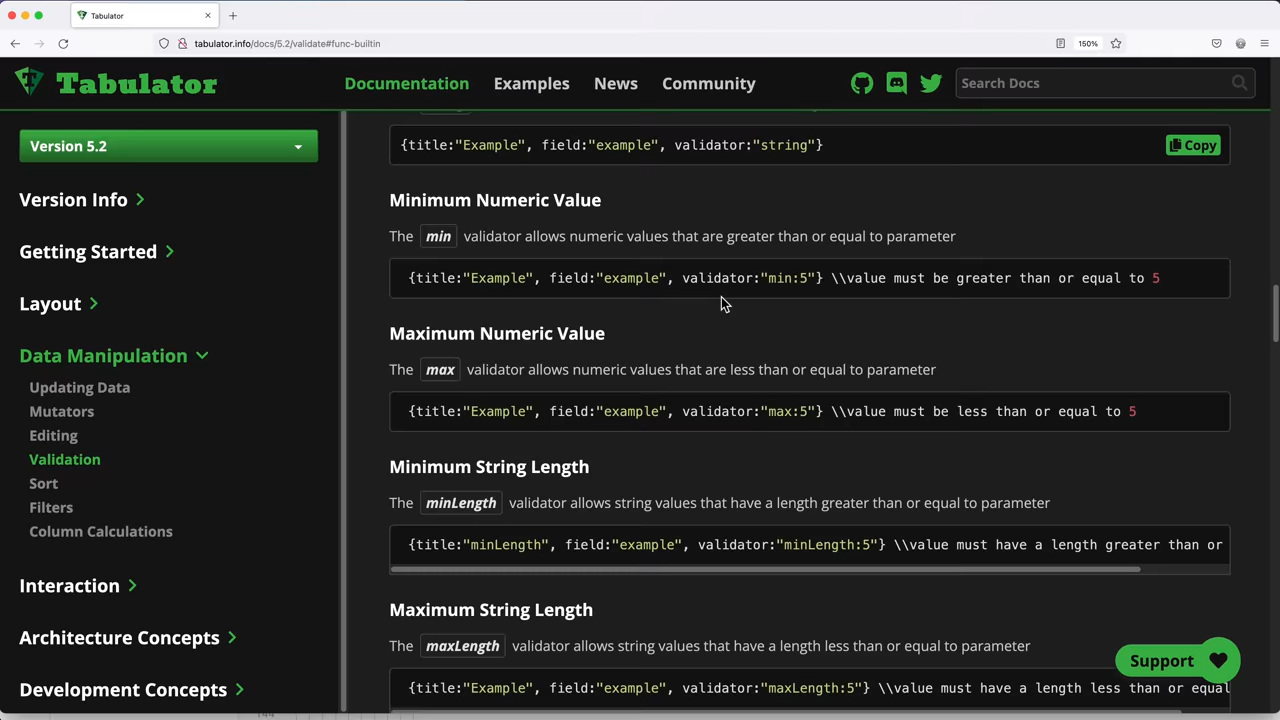 Tabulator
tabulator.info/docs/5.2/validate#func-builtin
150%
Tabulator
Documentation
Examples
News
Community
Search Docs
Version 5.2
Version Info
Getting Started
Layout
Data Manipulation
Updating Data
Mutators
Editing
Validation
Sort
Filters
Column Calculations
Interaction
Architecture Concepts
Development Concepts
{title:"Example", field:"example", validator:"string"}
Copy
Minimum Numeric Value
The min validator allows numeric values that are greater than or equal to parameter
{title:"Example", field:"example", validator:"min:5"} \\value must be greater than or equal to 5
Maximum Numeric Value
The max validator allows numeric values that are less than or equal to parameter
{title:"Example", field:"example", validator:"max:5"} \\value must be less than or equal to 5
Minimum String Length
The minLength validator allows string values that have a length greater than or equal to parameter
{title:"minLength", field:"example", validator:"minLength:5"} \\value must have a length greater than or
Maximum String Length
The maxLength validator allows string values that have a length less than or equal to parameter
{title:"Example", field:"example", validator:"maxLength:5"} \\value must have a length less than or equal
Support